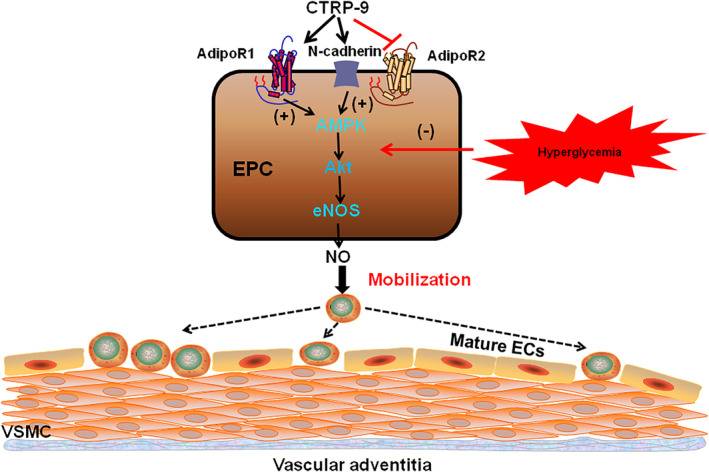 CTRP-9
AdipoR1
N-cadherin
AdipoR2
(+)
(+)
AMPK
(-)
Hyperglycemia
EPC
Akt
eNOS
NO
Mobilization
Mature ECs
VSMC
Vascular adventitia